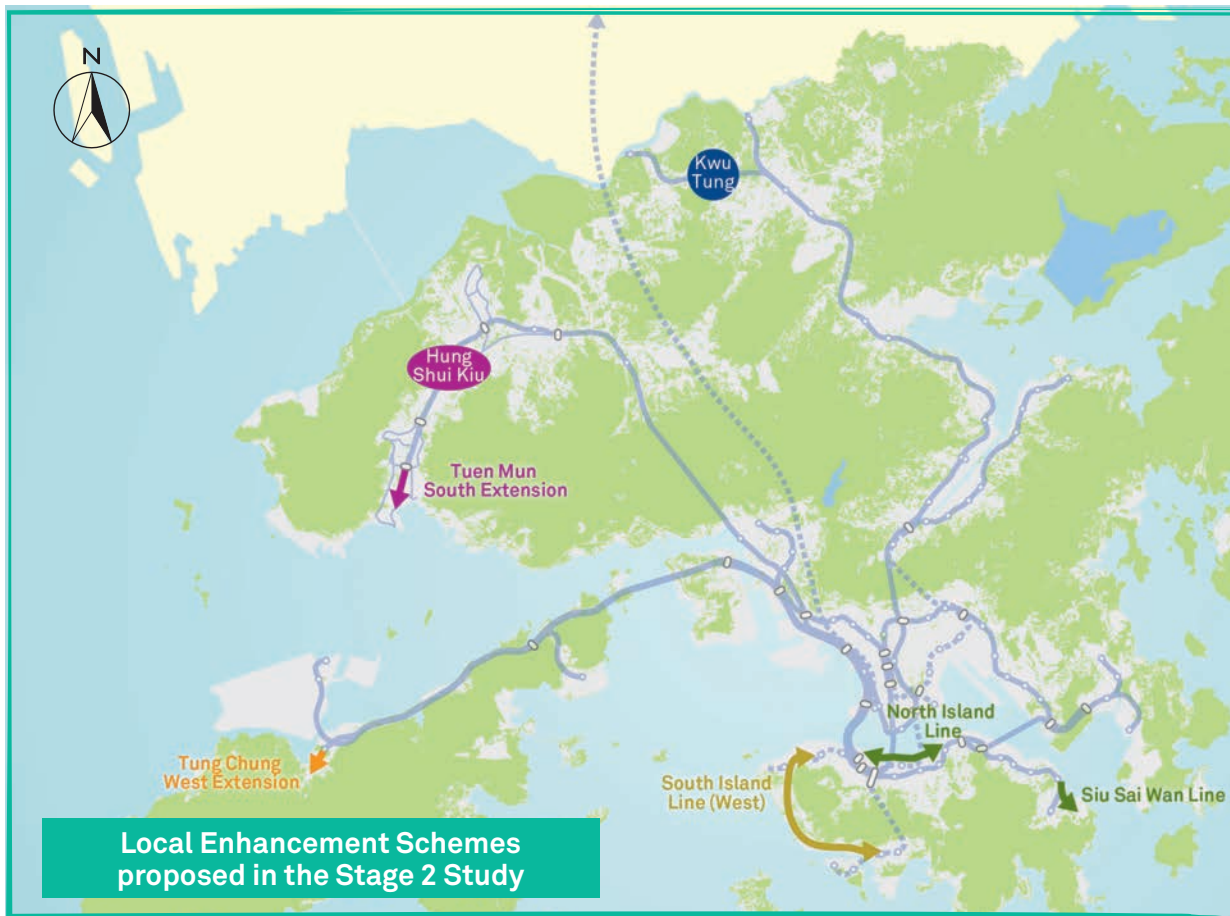 N
Kwu
Tung
Hung
Shui Kiu
Tuen Mun
South Extension
North Island
Line
Tung Chung
West Extension
South Island
Line (West)
Siu Sai Wan Line
Local Enhancement Schemes
proposed in the Stage 2 Study